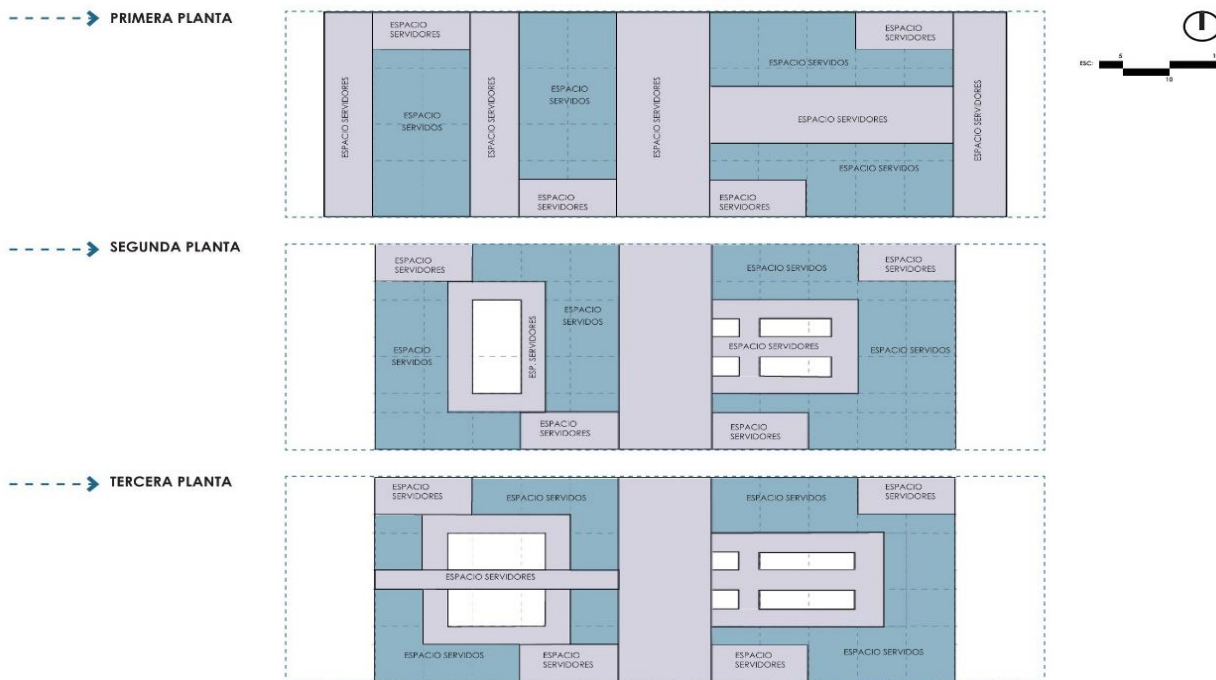 PRIMERA PLANTA
ESPACIO SERVIDORES
ESPACIO
SERVIDORES
ESPACIO
SERVIDOS
ESPACIO SERVIDORES
ESPACIO
SERVIDOS
ESPACIO
SERVIDORES
ESPACIO SERVIDORES
ESPACIO
SERVIDORES
ESPACIO SERVIDOS
ESPACIO SERVIDORES
ESPACIO SERVIDOS
ESPACIO
SERVIDORES
ESPACIO SERVIDORES
ESC:
5
10
SEGUNDA PLANTA
ESPACIO
SERVIDORES
ESPACIO
SERVIDOS
ESP. SERVIDORES
ESPACIO
SERVIDOS
ESPACIO
SERVIDORES
ESPACIO SERVIDOS
ESPACIO
SERVIDORES
ESPACIO SERVIDORES
ESPACIO SERVIDOS
ESPACIO
SERVIDORES
TERCERA PLANTA
ESPACIO
SERVIDORES
ESPACIO SERVIDOS
ESPACIO SERVIDORES
ESPACIO SERVIDOS
ESPACIO
SERVIDORES
ESPACIO SERVIDOS
ESPACIO
SERVIDORES
ESPACIO
SERVIDORES
ESPACIO SERVIDOS